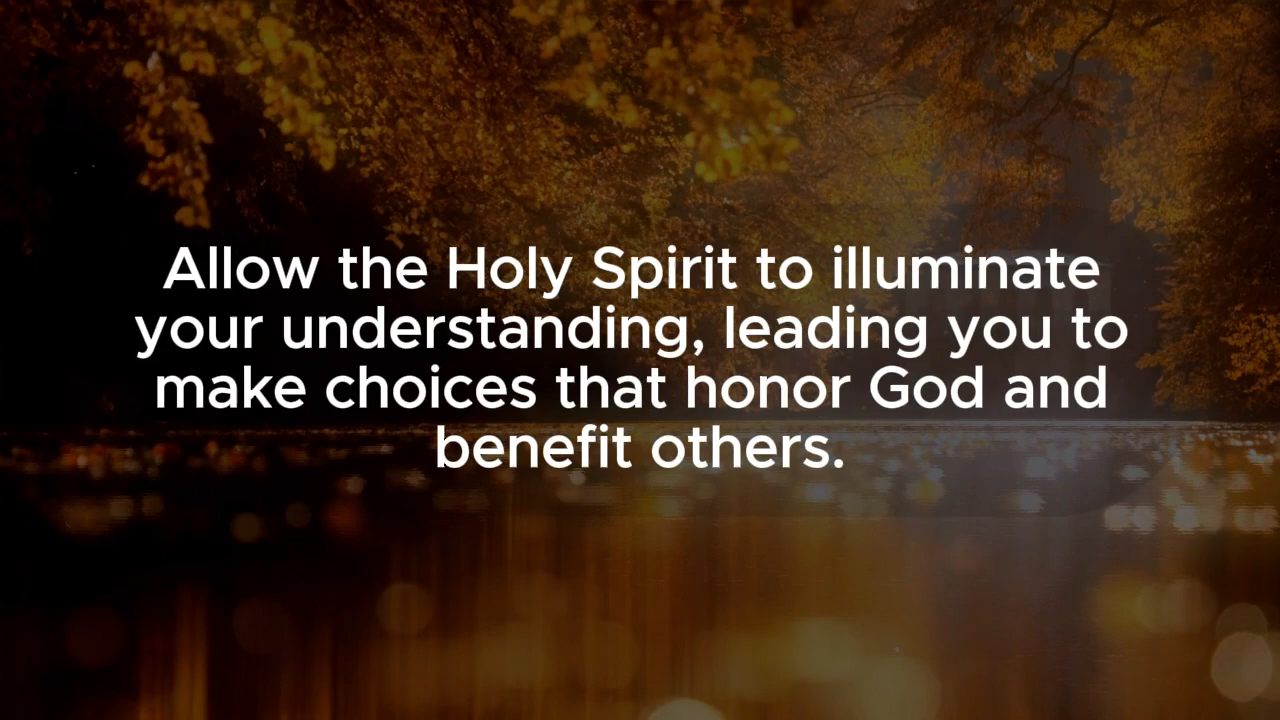 Allow the Holy Spirit to illuminate
your understanding, leading you to
make choices that honor God and
benefit others.